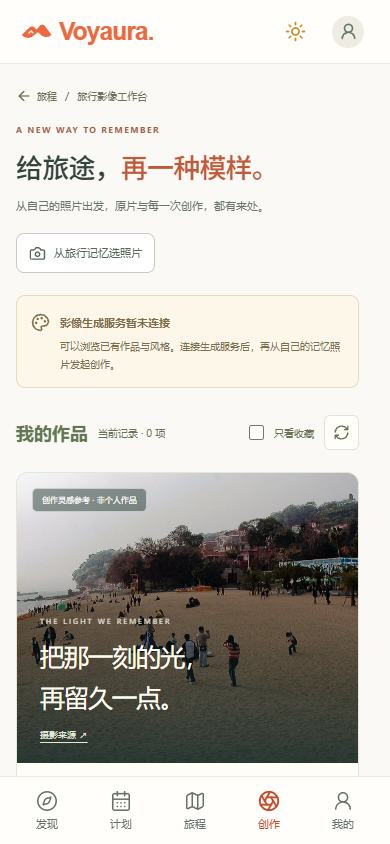 Voyaura.
旅程 / 旅行影像工作台
A NEW WAY TO REMEMBER
给旅途，再一种模样。
从自己的照片出发，原片与每一次创作，都有来处。
从旅行记忆选照片
影像生成服务暂未连接
可以浏览已有作品与风格。连接生成服务后，再从自己的记忆照
片发起创作。
我的作品 当前记录 · 0 项 只看收藏
创作灵感参考 · 非个人作品
THE LIGHT WE REMEMBER
把那一刻的光，
再留久一点。
摄影来源 ↗
发现 计划 旅程 创作 我的